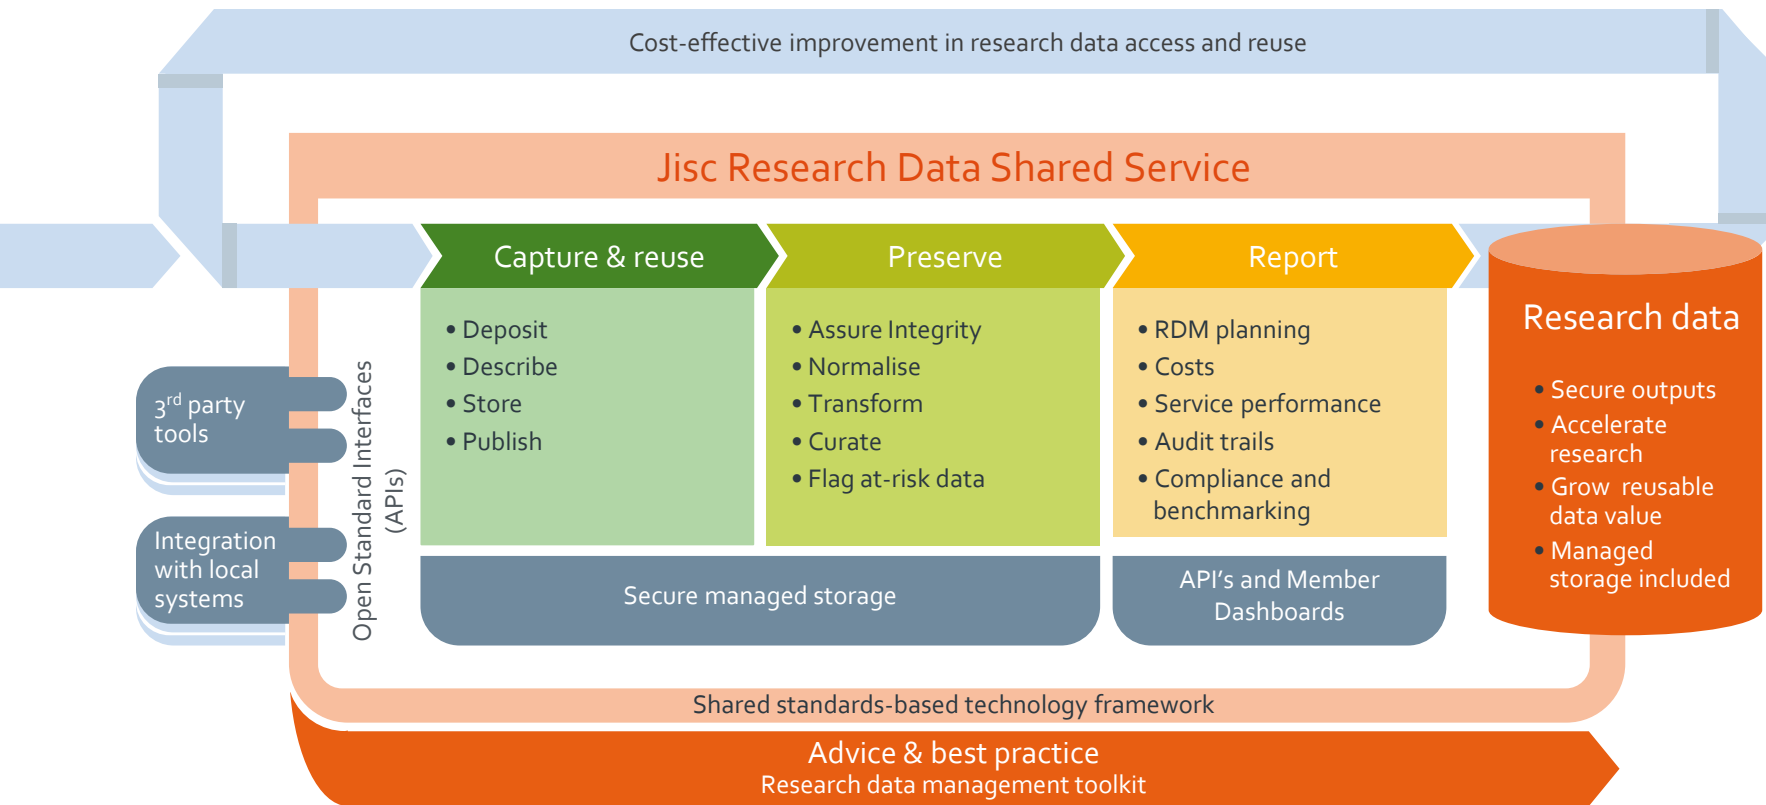 Cost-effective improvement in research data access and reuse
Jisc Research Data Shared Service
Capture & reuse
• Deposit
• Describe
• Store
• Publish
Preserve
• Assure Integrity
• Normalise
• Transform
• Curate
• Flag at-risk data
Report
• RDM planning
• Costs
• Service performance
• Audit trails
• Compliance and
benchmarking
Research data
• Secure outputs
• Accelerate
research
• Grow reusable
data value
• Managed
storage included
3rd party
tools
Integration
with local
systems
Open Standard Interfaces
(APIs)
Secure managed storage
API's and Member
Dashboards
Shared standards-based technology framework
Advice & best practice
Research data management toolkit